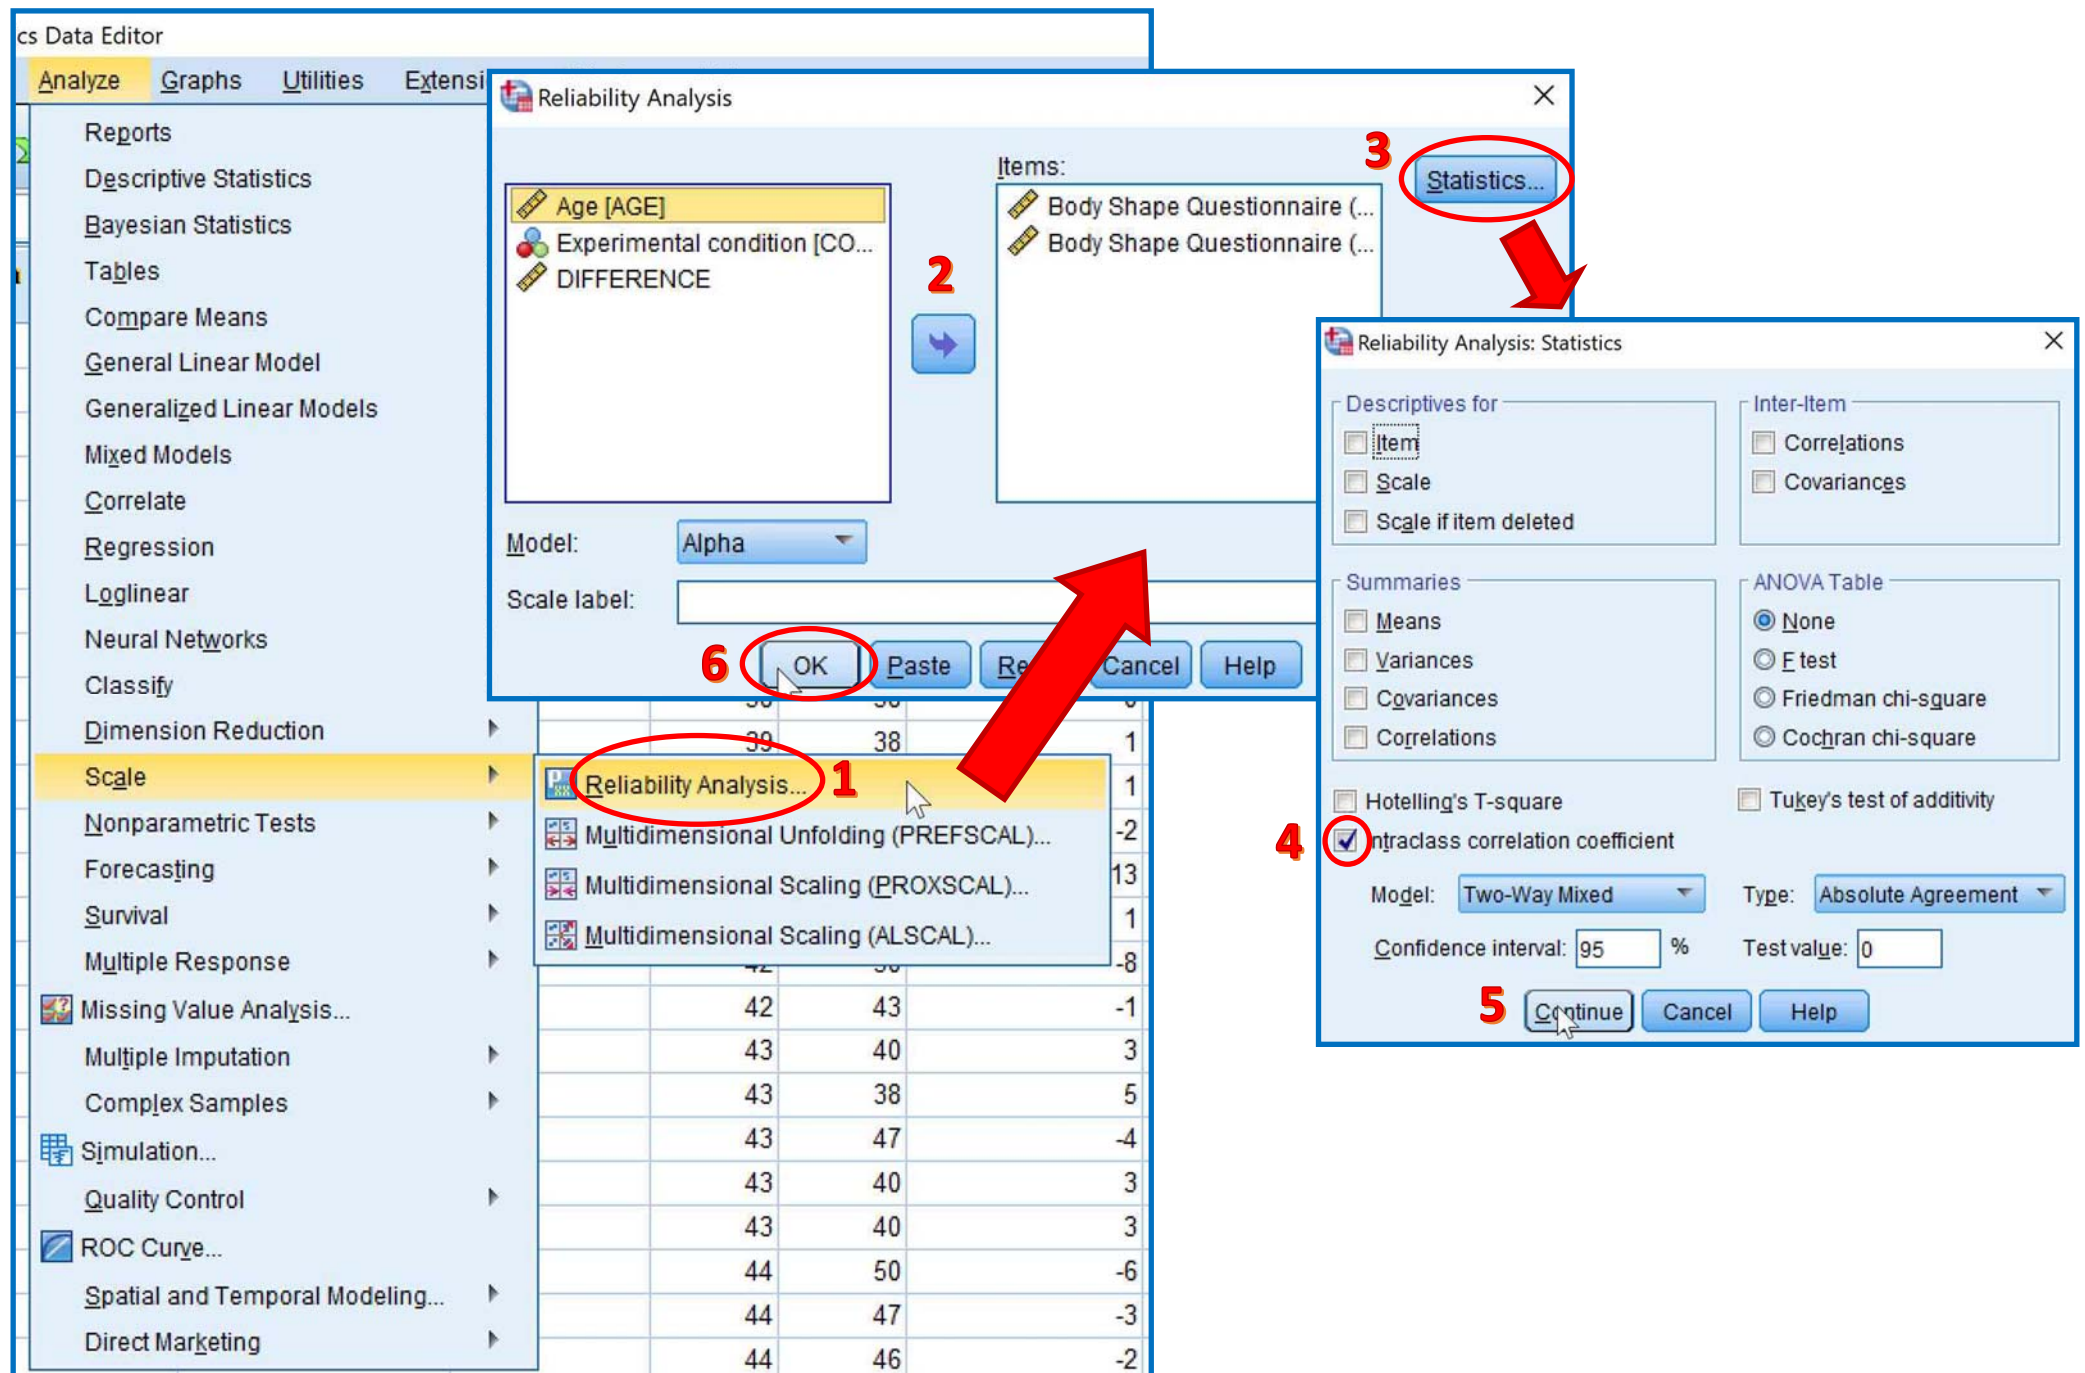 cs Data Editor
Analyze Graphs Utilities Extensi
Reports
Descriptive Statistics
Bayesian Statistics
Tables
Compare Means
General Linear Model
Generalized Linear Models
Mixed Models
Correlate
Regression
Loglinear
Neural Networks
Classify
Dimension Reduction
Scale
Nonparametric Tests
Forecasting
Survival
Multiple Response
Missing Value Analysis...
Multiple Imputation
Complex Samples
Simulation...
Quality Control
ROC Curve...
Spatial and Temporal Modeling...
Direct Marketing
1
Reliability Analysis...
Multidimensional Unfolding (PREFSCAL)...
Multidimensional Scaling (PROXSCAL)...
Multidimensional Scaling (ALSCAL)...
39 38 1
1
-2
13
1
-8
42 43 -1
43 40 3
43 38 5
43 47 -4
43 40 3
43 40 3
44 50 -6
44 47 -3
44 46 -2
Reliability Analysis
Age [AGE]
Experimental condition [CO...
DIFFERENCE
2
Items:
Body Shape Questionnaire (...
Body Shape Questionnaire (...
3
Statistics...
Model: Alpha
Scale label:
6
OK Paste Re Cancel Help
Reliability Analysis: Statistics
Descriptives for
Item
Scale
Scale if item deleted
Inter-Item
Correlations
Covariances
Summaries
Means
Variances
Covariances
Correlations
ANOVA Table
None
F test
Friedman chi-square
Cochran chi-square
Hotelling's T-square
Tukey's test of additivity
4
ntraclass correlation coefficient
Model: Two-Way Mixed Type: Absolute Agreement
Confidence interval: 95 % Test value: 0
5
Continue Cancel Help